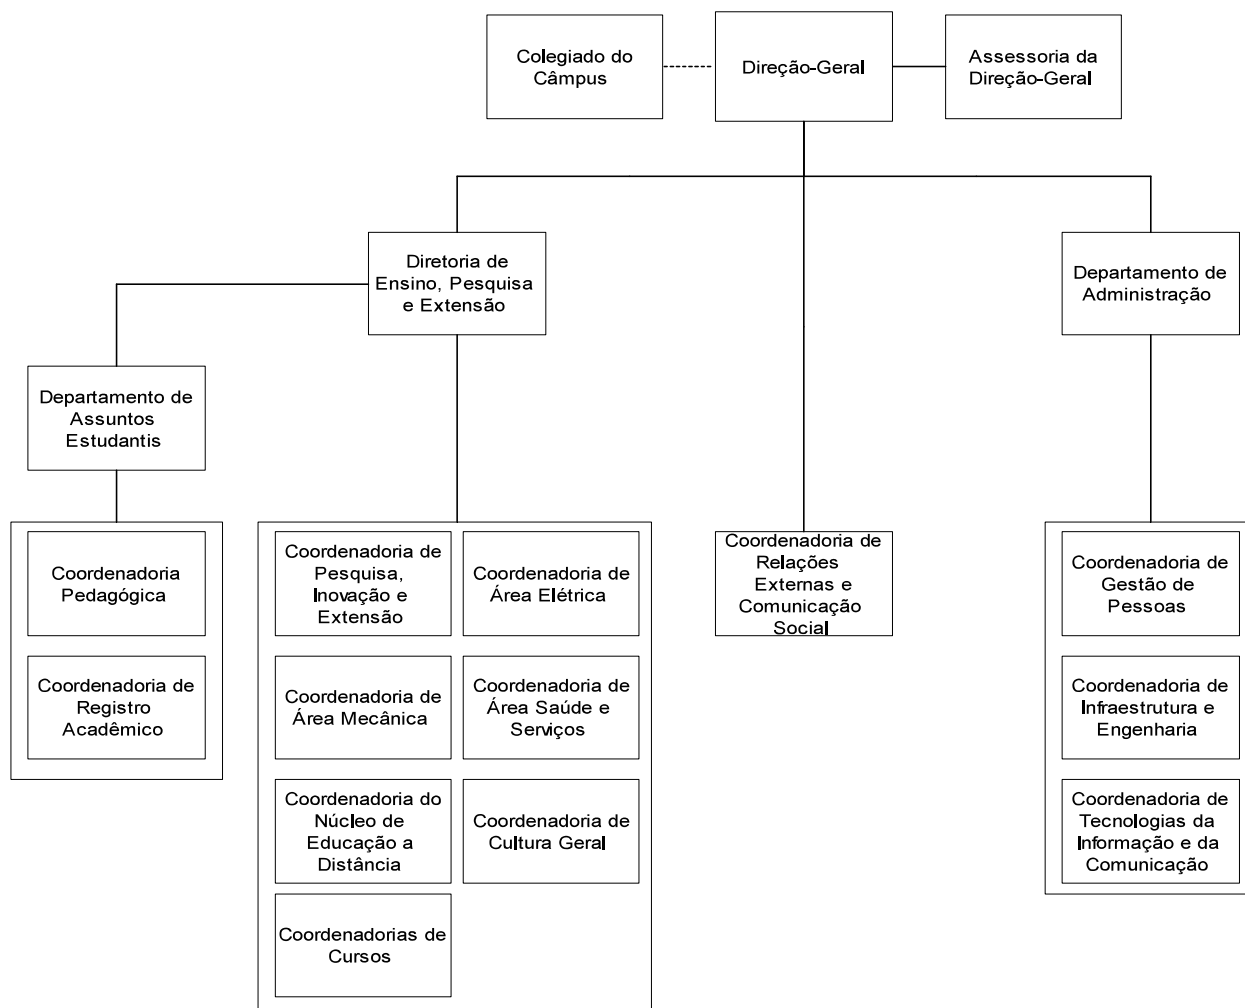 Colegiado do
Câmpus
Direção-Geral
Assessoria da
Direção-Geral
Diretoria de
Ensino, Pesquisa
e Extensão
Departamento de
Administração
Departamento de
Assuntos
Estudantis
Coordenadoria
Pedagógica
Coordenadoria de
Registro
Acadêmico
Coordenadoria de
Pesquisa,
Inovação e
Extensão
Coordenadoria de
Área Elétrica
Coordenadoria de
Área Mecânica
Coordenadoria de
Área Saúde e
Serviços
Coordenadoria do
Núcleo de
Educação a
Distância
Coordenadoria de
Cultura Geral
Coordenadorias de
Cursos
Coordenadoria de
Relações
Externas e
Comunicação
Social
Coordenadoria de
Gestão de
Pessoas
Coordenadoria de
Infraestrutura e
Engenharia
Coordenadoria de
Tecnologias da
Informação e da
Comunicação